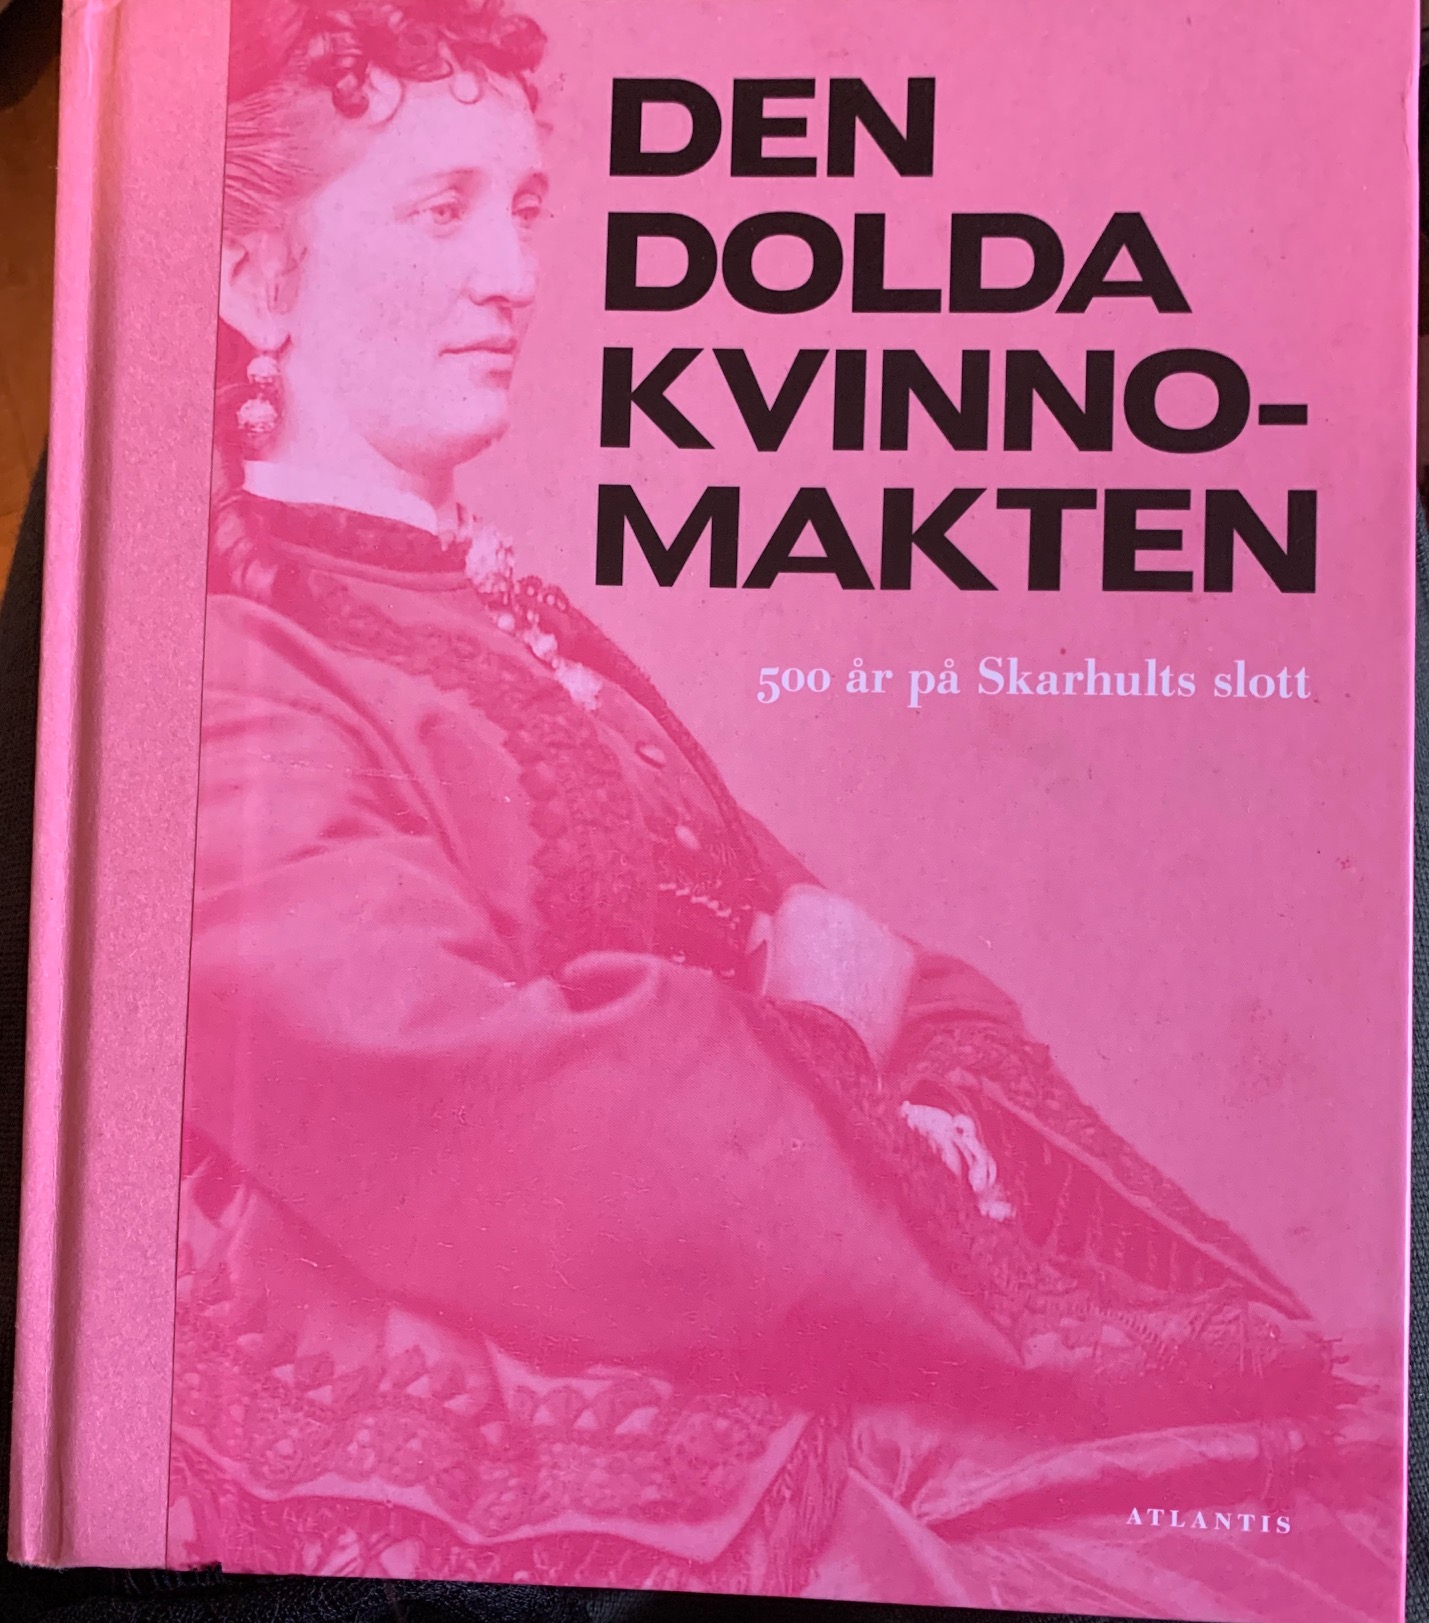 DEN
DOLDA
KVINNO-
MAKTEN
500 år på Skarhults slott
ATLANTIS